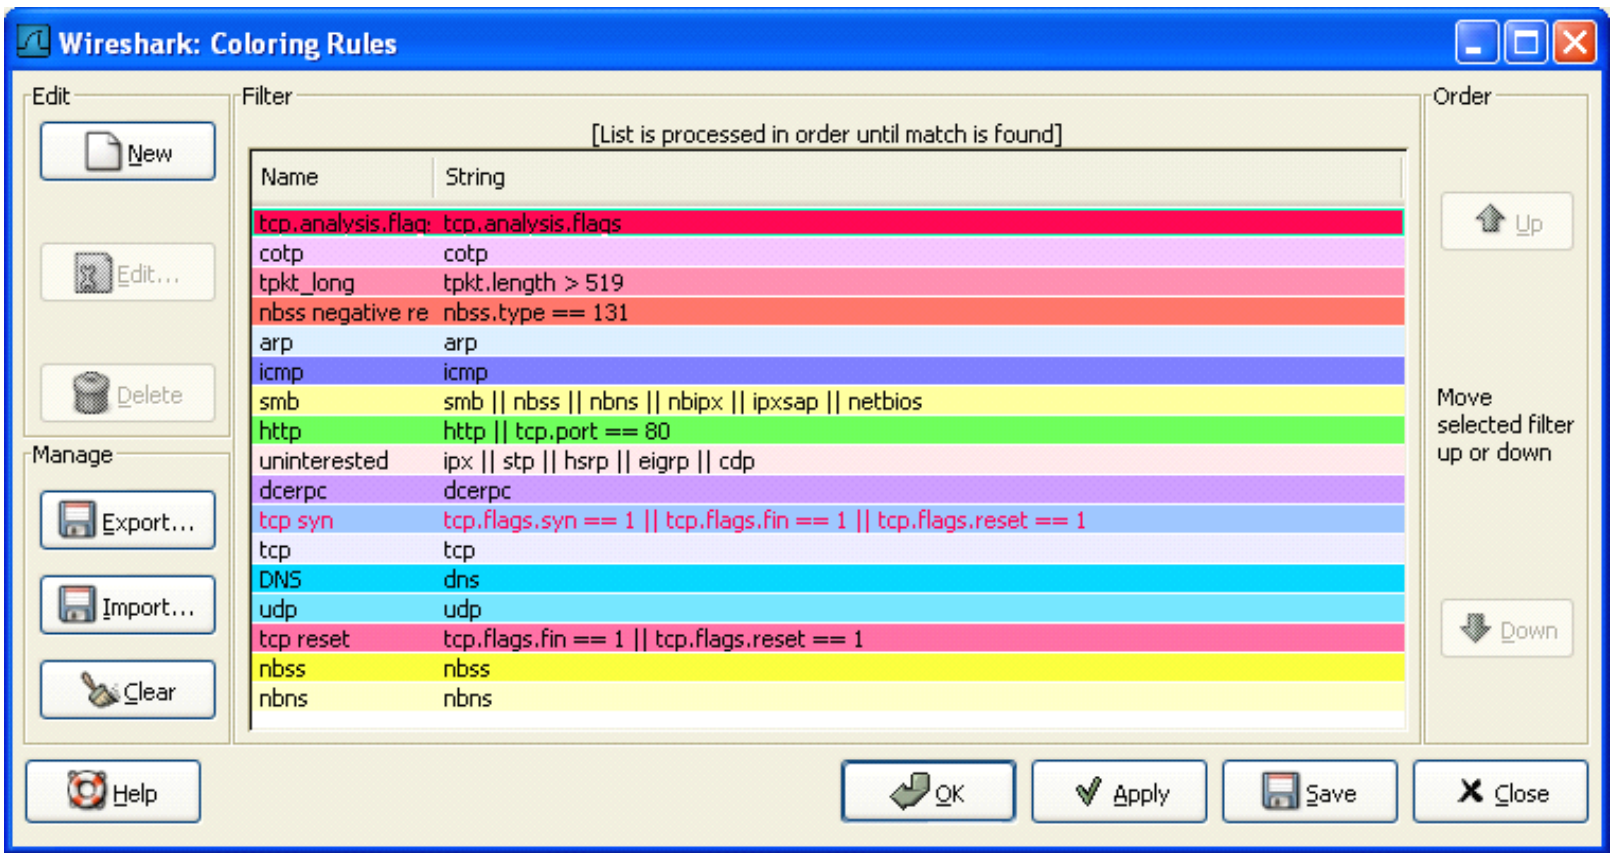 Wireshark: Coloring Rules
Edit
New
Edit...
Delete
Manage
Export...
Import...
Clear
Filter
[List is processed in order until match is found]
Name String
tcp.analysis.flag: tcp.analysis.flags
cotp cotp
tpkt_long tpkt.length > 519
nbss negative re nbss.type == 131
arp arp
icmp icmp
smb smb || nbss || nbns || nbipx || ipxsap || netbios
http http || tcp.port == 80
uninterested ipx || stp || hsrp || eigrp || cdp
dcerpc dcerpc
tcp syn tcp.flags.syn == 1 || tcp.flags.fin == 1 || tcp.flags.reset == 1
tcp tcp
DNS dns
udp udp
tcp reset tcp.flags.fin == 1 || tcp.flags.reset == 1
nbss nbss
nbns nbns
Order
Up
Move
selected filter
up or down
Down
Help OK Apply Save Close